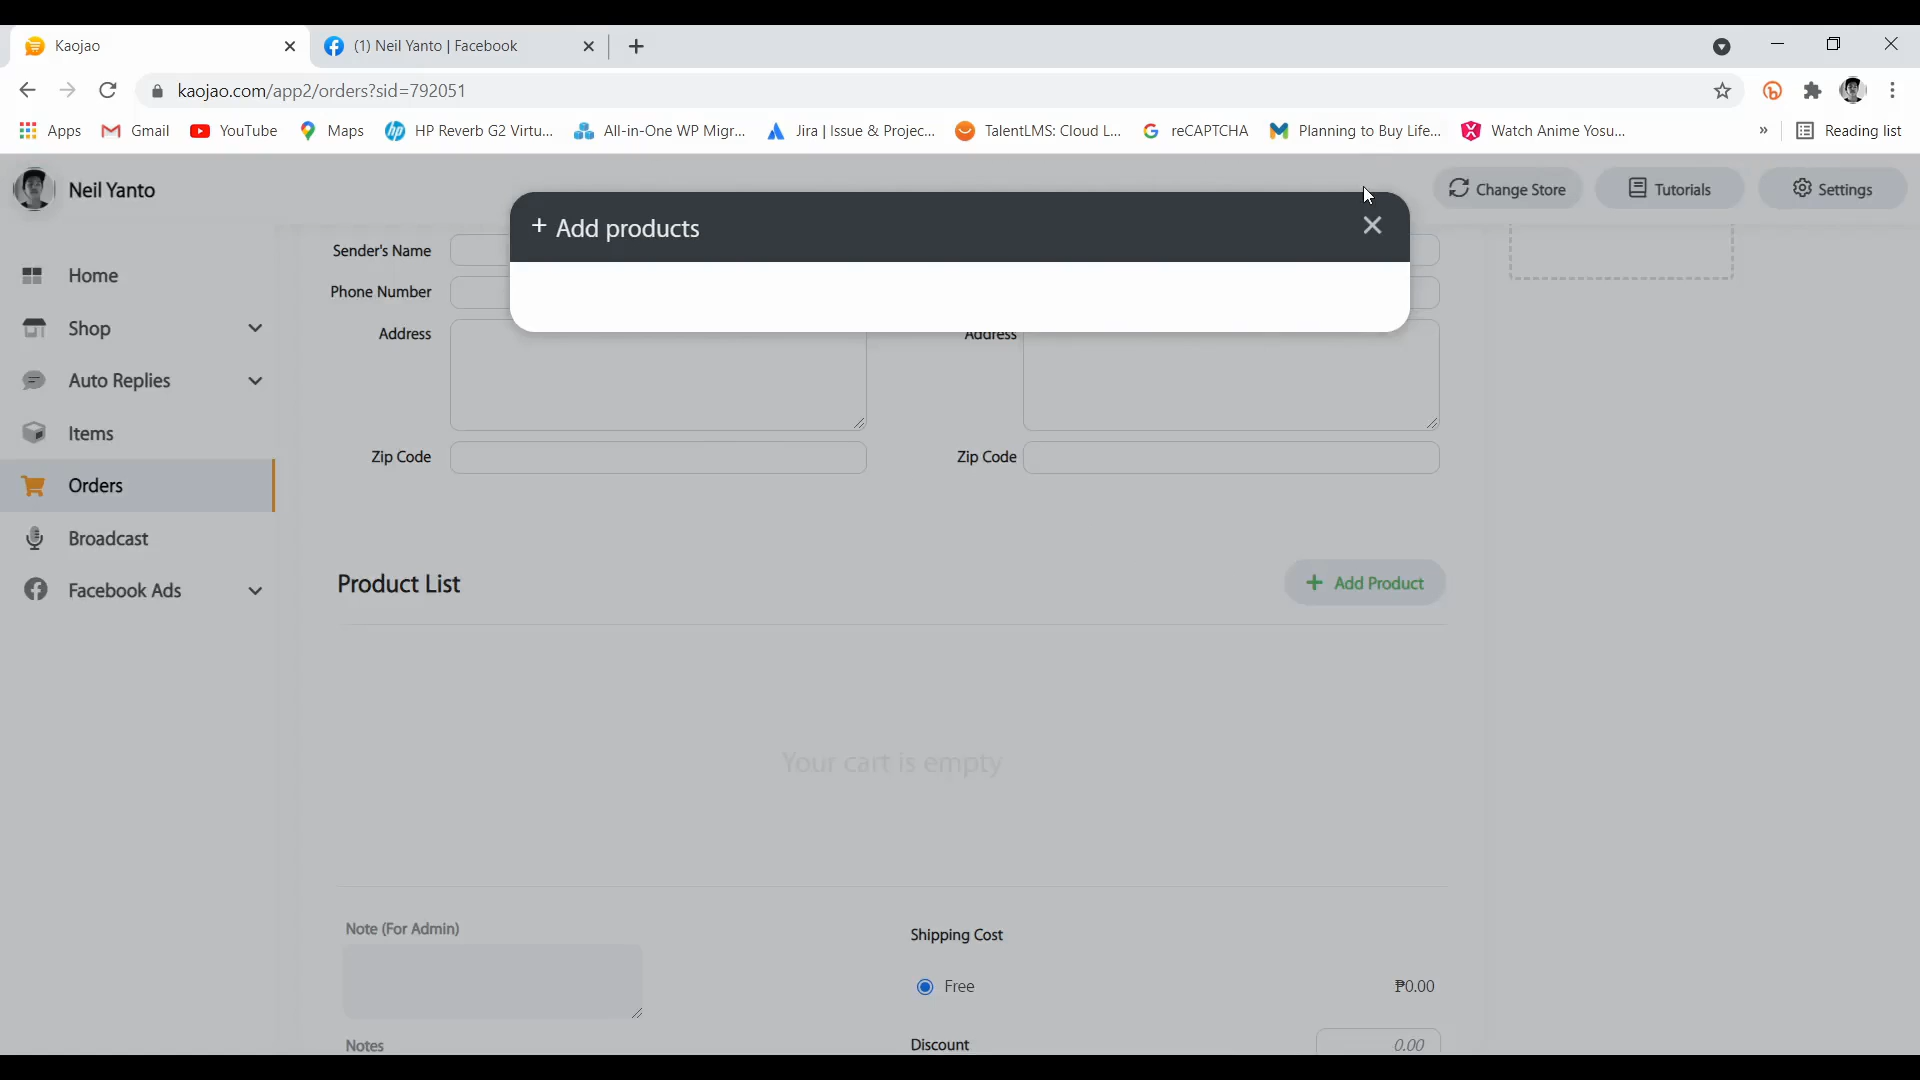 Kaojao
(1) Neil Yanto | Facebook
kaojao.com/app2/orders?sid=792051
Apps
Gmail
YouTube
Maps
HP Reverb G2 Virtu...
All-in-One WP Migr...
Jira | Issue & Projec...
TalentLMS: Cloud L...
reCAPTCHA
Planning to Buy Life...
Watch Anime Yosu...
»
Reading list
Neil Yanto
Change Store
Tutorials
Settings
+ Add products
Home
Shop
Auto Replies
Items
Orders
Broadcast
Facebook Ads
Sender's Name
Phone Number
Address
Address
Zip Code
Zip Code
Product List
+ Add Product
Your cart is empty
Note (For Admin)
Notes
Shipping Cost
Free
₱0.00
Discount
0.00